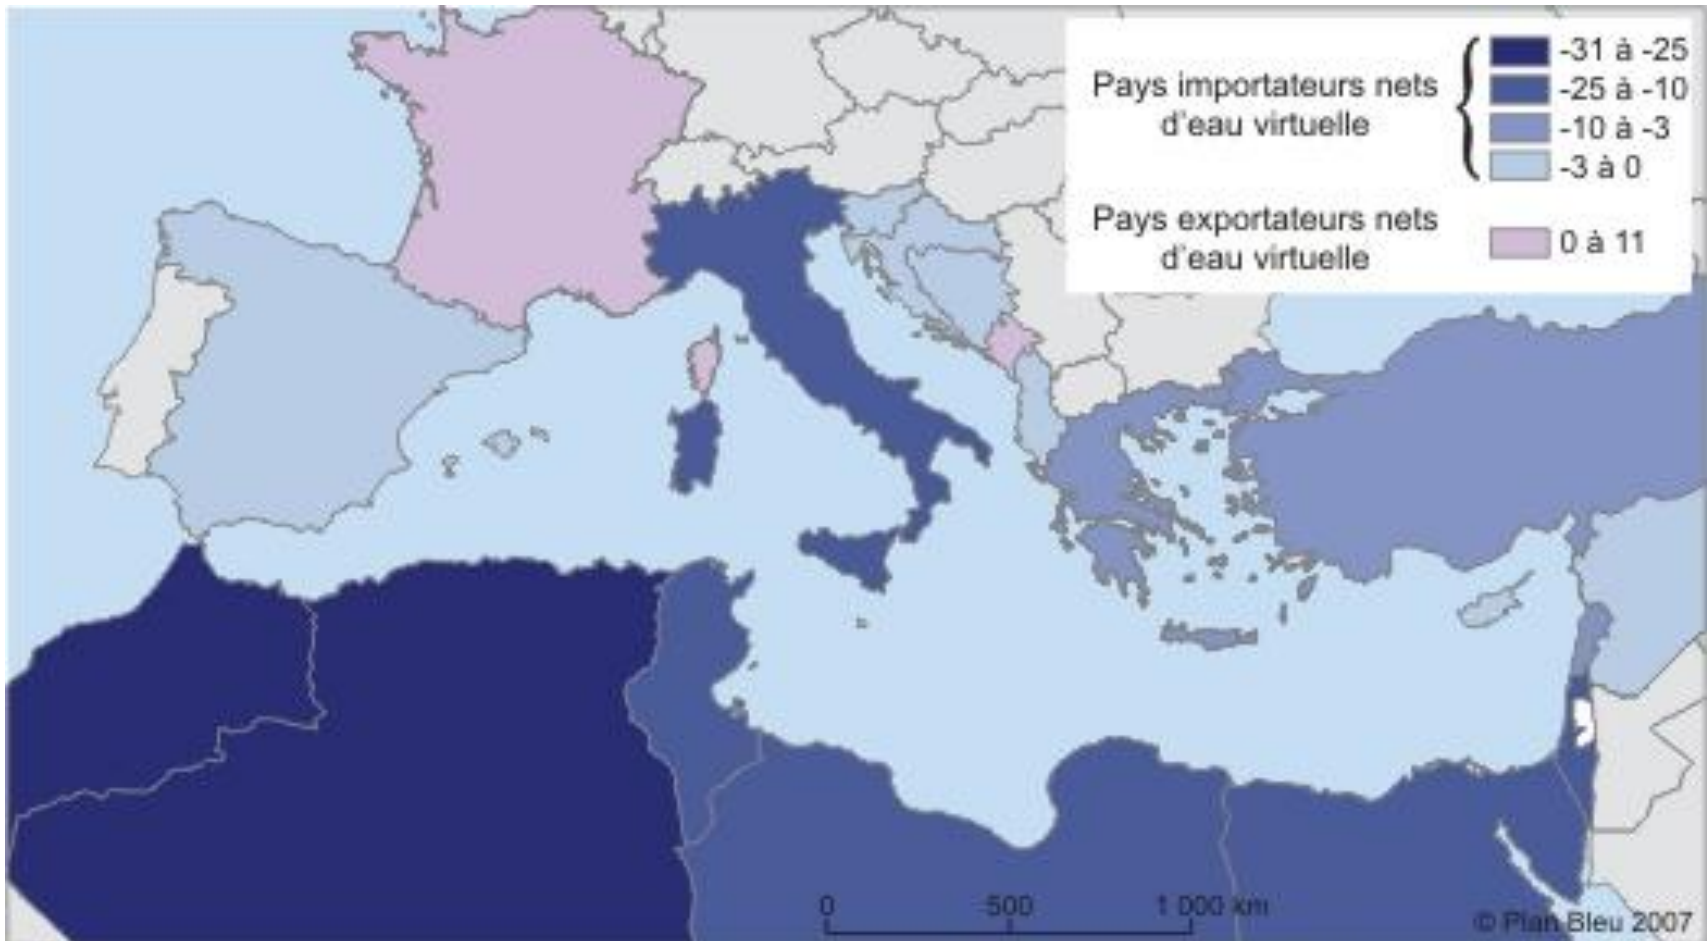 Pays importateurs nets
d'eau virtuelle
-31 à -25
-25 à -10
-10 à -3
-3 à 0
Pays exportateurs nets
d'eau virtuelle
0 à 11
0 500 1 000 km
© Plan Bleu 2007